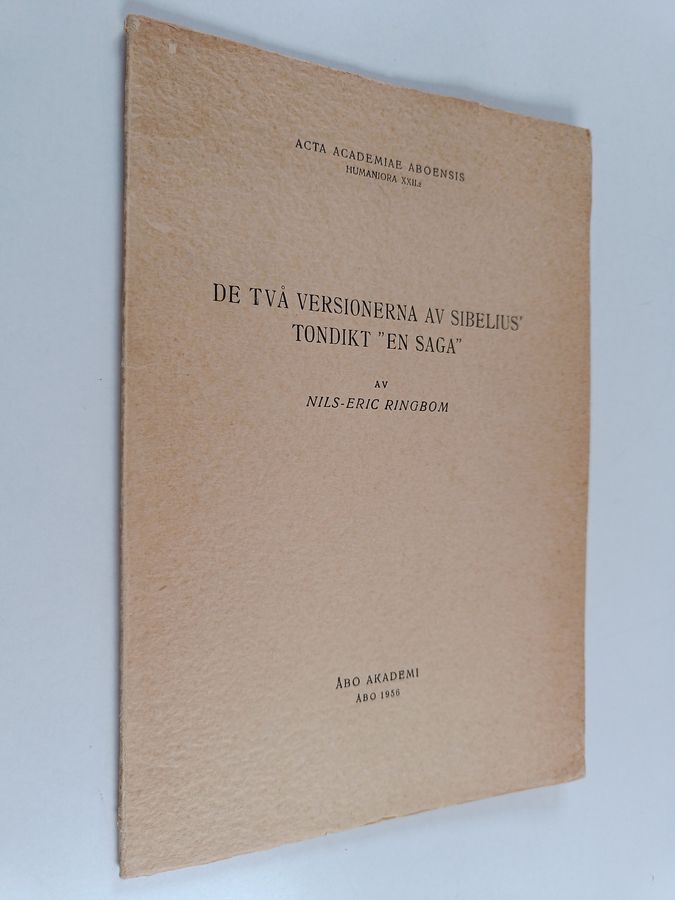 ACTA ACADEMIAE ABOENSIS
HUMANIORA XXII.2
DE TVÅ VERSIONERNA AV SIBELIUS'
TONDIKT "EN SAGA"
AV
NILS-ERIC RINGBOM
ÅBO AKADEMI
ÅBO 1956